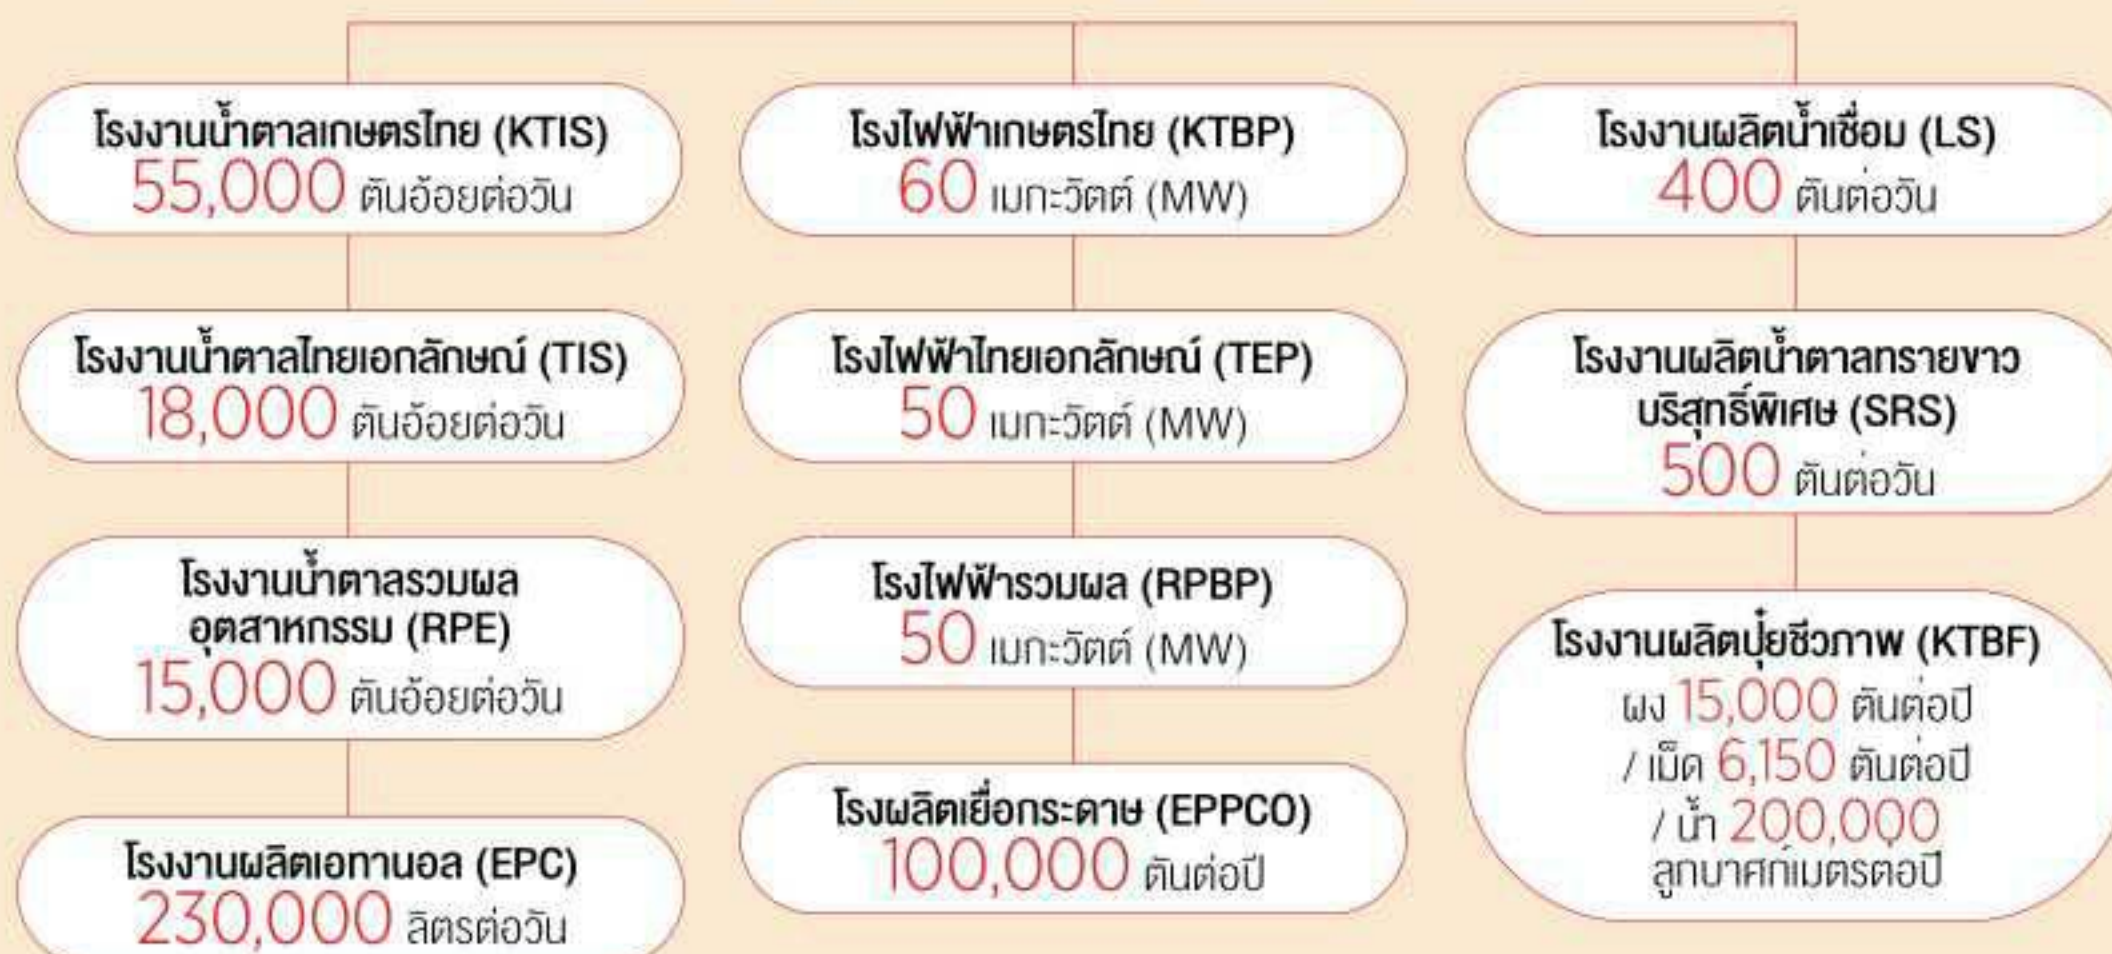 โรงงานน้ำตาลเกษตรไทย (KTIS)
55,000 ตันอ้อยต่อวัน
โรงงานน้ำตาลไทยเอกลักษณ์ (TIS)
18,000 ตันอ้อยต่อวัน
โรงงานน้ำตาลรวมผล
อุตสาหกรรม (RPE)
15,000 ตันอ้อยต่อวัน
โรงงานผลิตเอทานอล (EPC)
230,000 ลิตรต่อวัน
โรงไฟฟ้าเกษตรไทย (KTBP)
60 เมกะวัตต์ (MW)
โรงไฟฟ้าไทยเอกลักษณ์ (TEP)
50 เมกะวัตต์ (MW)
โรงไฟฟ้ารวมผล (RPBP)
50 เมกะวัตต์ (MW)
โรงผลิตเยื่อกระดาษ (EPPCO)
100,000 ตันต่อปี
โรงงานผลิตน้ำเชื่อม (LS)
400 ตันต่อวัน
โรงงานผลิตน้ำตาลทรายขาว
บริสุทธิ์พิเศษ (SRS)
500 ตันต่อวัน
โรงงานผลิตปุ๋ยชีวภาพ (KTBF)
ผง 15,000 ตันต่อปี
/ เม็ด 6,150 ตันต่อปี
/ น้ำ 200,000
ลูกบาศก์เมตรต่อปี